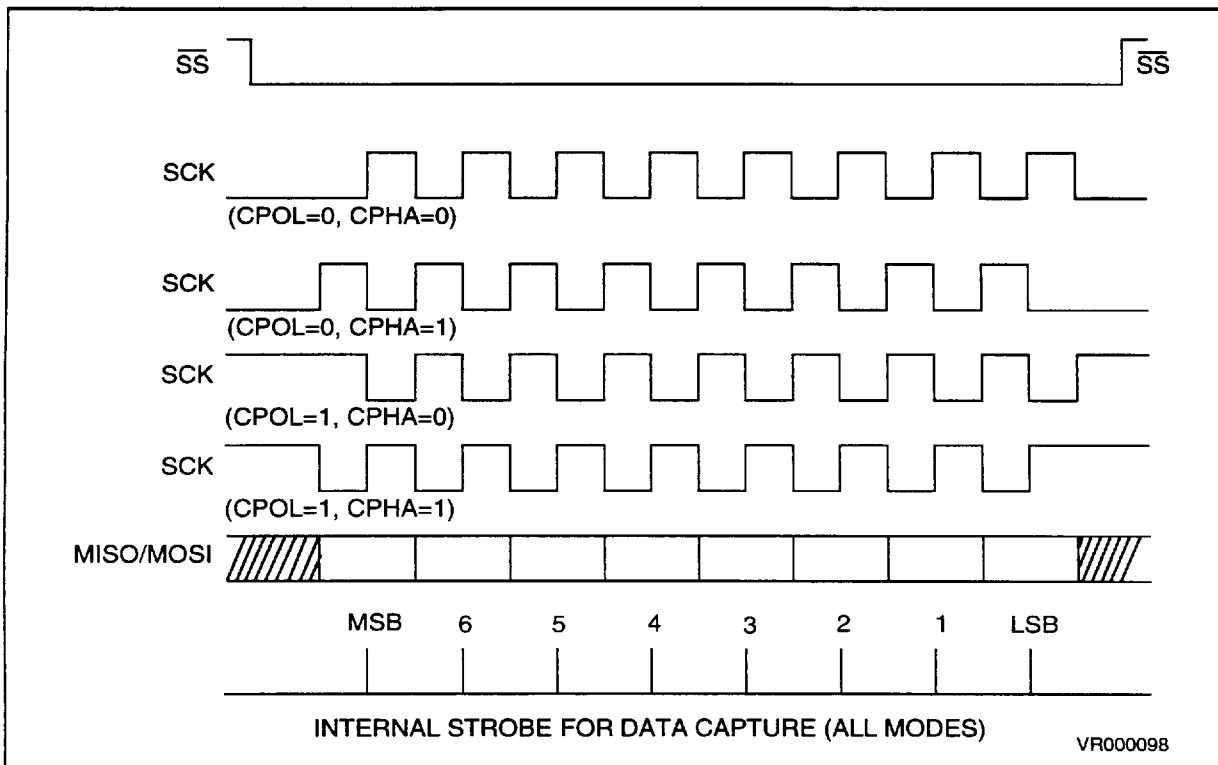 S̅S̅ S̅S̅
SCK
(CPOL=0, CPHA=0)
SCK
(CPOL=0, CPHA=1)
SCK
(CPOL=1, CPHA=0)
SCK
(CPOL=1, CPHA=1)
MISO/MOSI
MSB 6 5 4 3 2 1 LSB
INTERNAL STROBE FOR DATA CAPTURE (ALL MODES)
VR000098